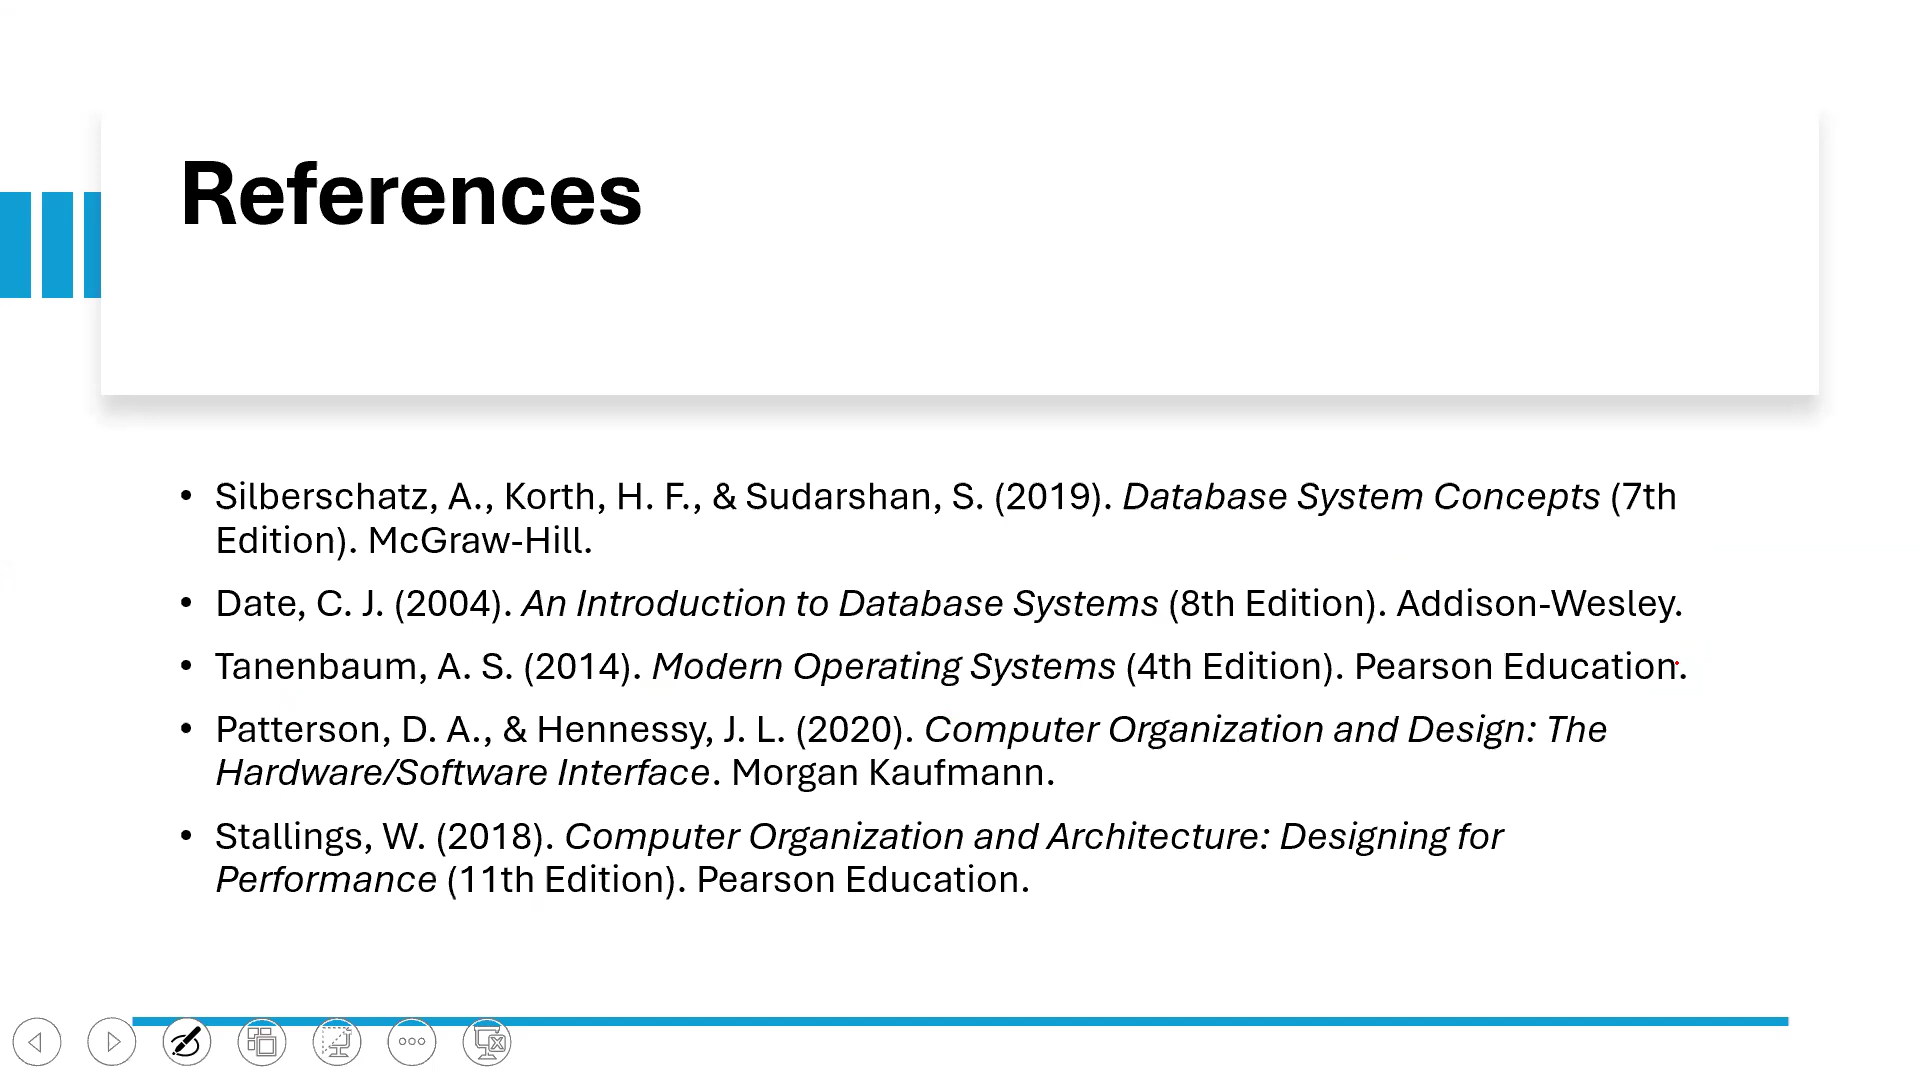 References
• Silberschatz, A., Korth, H. F., & Sudarshan, S. (2019). Database System Concepts (7th
Edition). McGraw-Hill.
• Date, C. J. (2004). An Introduction to Database Systems (8th Edition). Addison-Wesley.
• Tanenbaum, A. S. (2014). Modern Operating Systems (4th Edition). Pearson Education.
• Patterson, D. A., & Hennessy, J. L. (2020). Computer Organization and Design: The
Hardware/Software Interface. Morgan Kaufmann.
• Stallings, W. (2018). Computer Organization and Architecture: Designing for
Performance (11th Edition). Pearson Education.